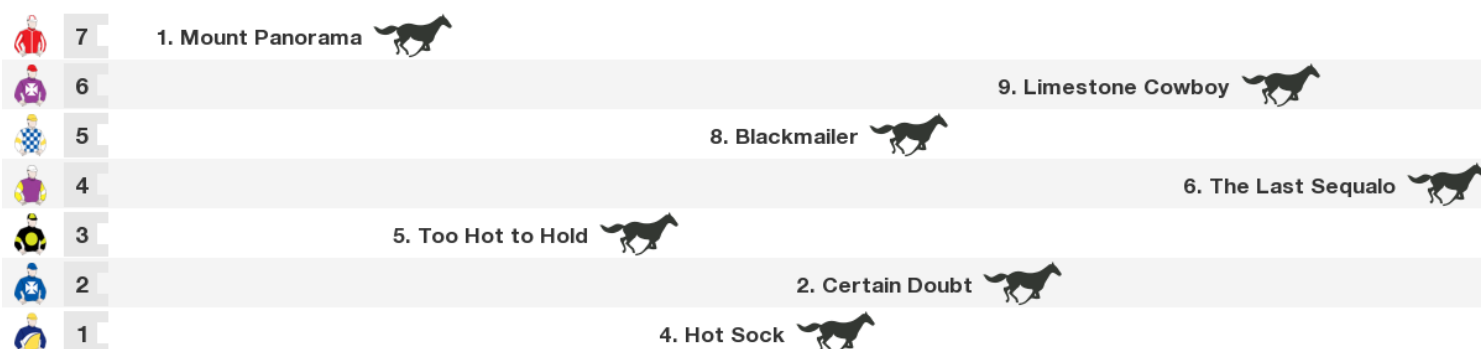 7 1. Mount Panorama
6 9. Limestone Cowboy
5 8. Blackmailer
4 6. The Last Sequalo
3 5. Too Hot to Hold
2 2. Certain Doubt
1 4. Hot Sock